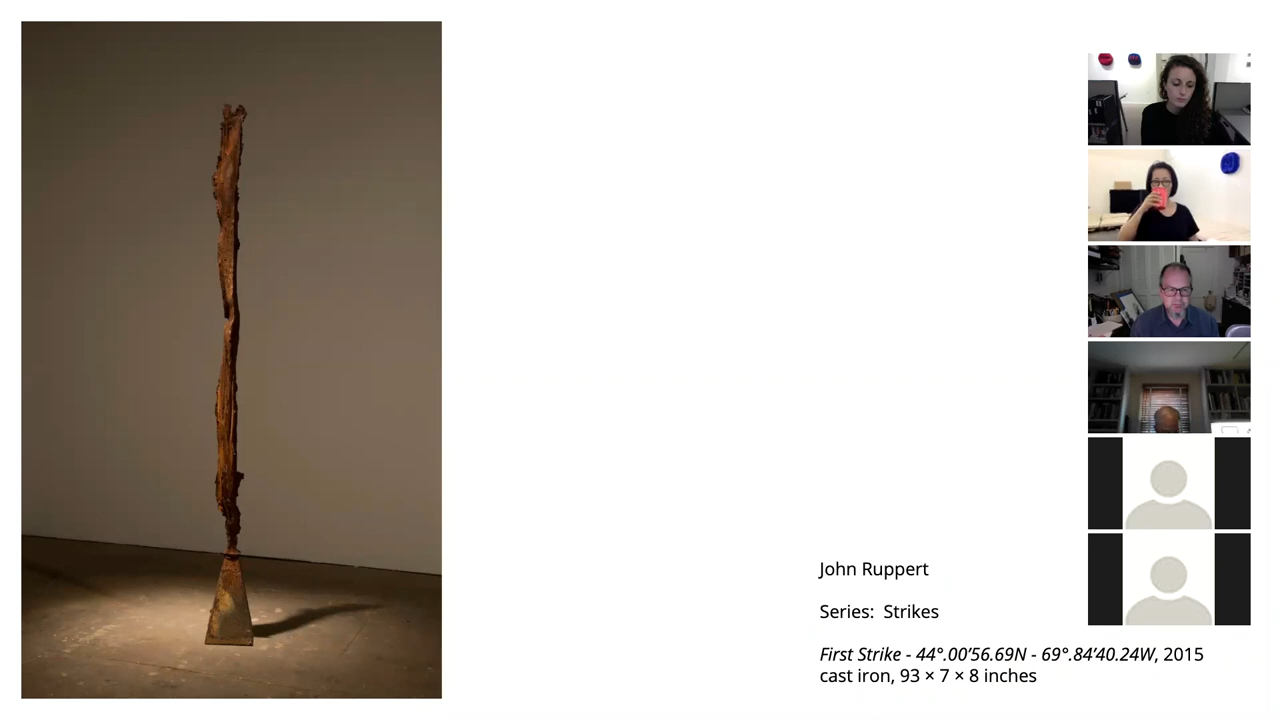 John Ruppert
Series: Strikes
First Strike - 44°.00’56.69N - 69°.84’40.24W, 2015
cast iron, 93 × 7 × 8 inches